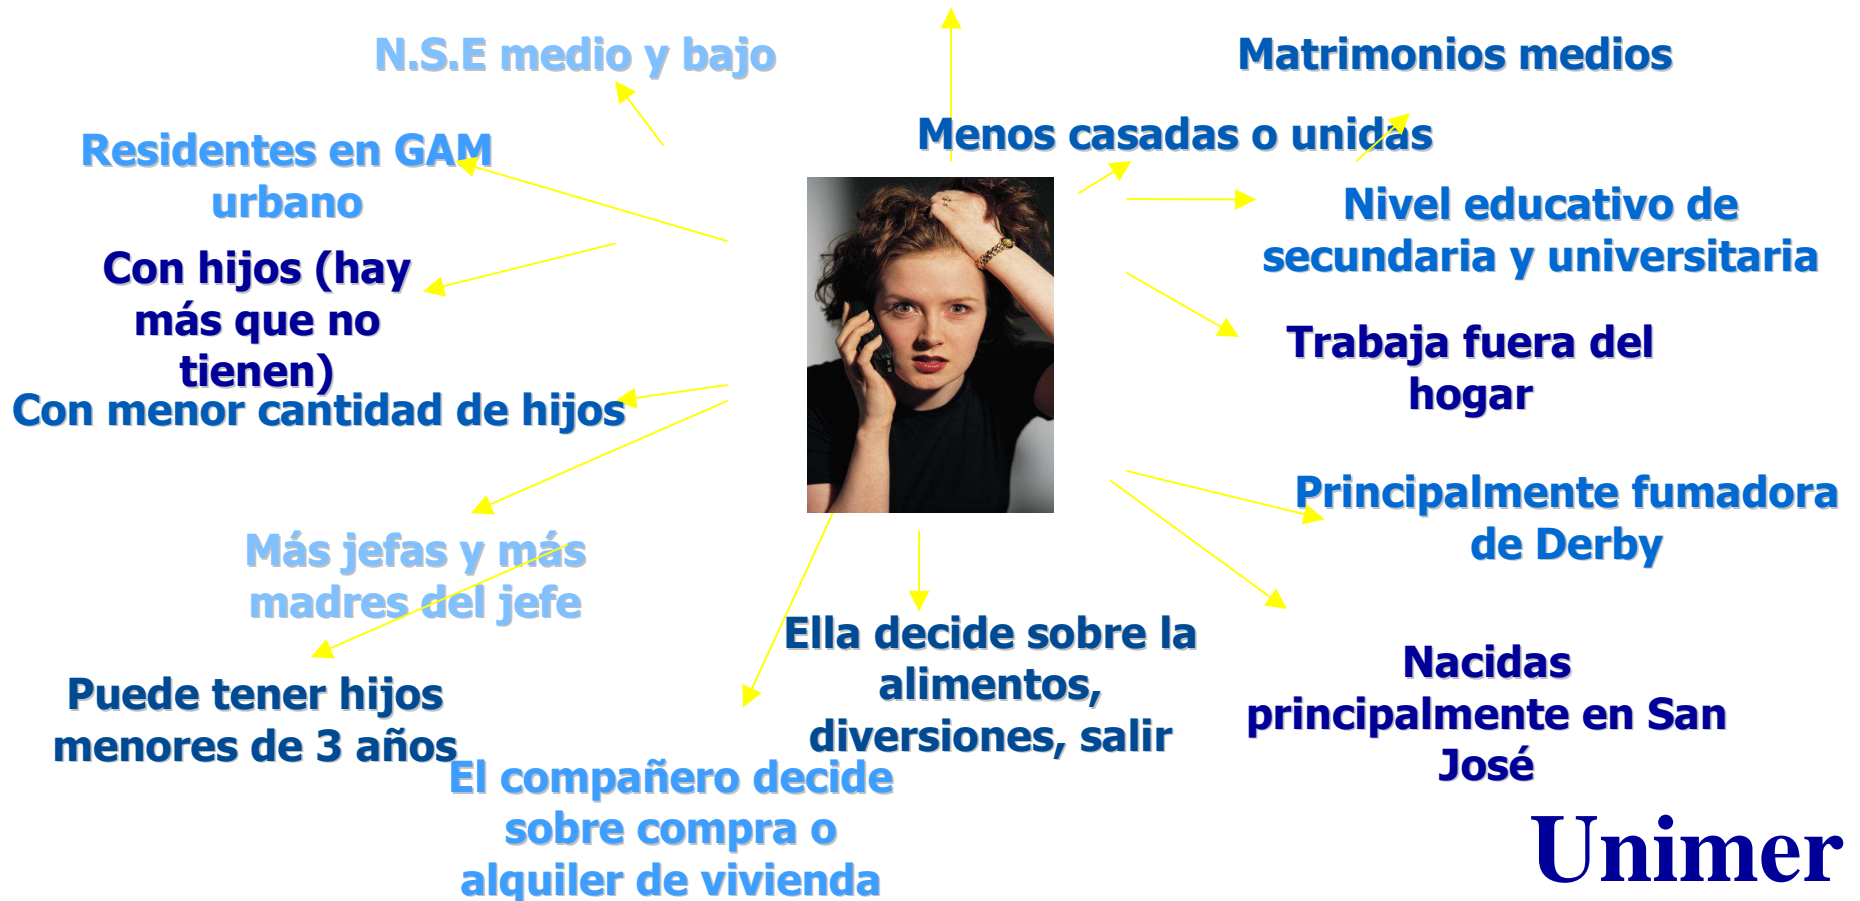 N.S.E medio y bajo
Matrimonios medios
Menos casadas o unidas
Residentes en GAM
urbano
Nivel educativo de
secundaria y universitaria
Con hijos (hay
más que no
tienen)
Trabaja fuera del
hogar
Con menor cantidad de hijos
Principalmente fumadora
de Derby
Más jefas y más
madres del jefe
Ella decide sobre la
alimentos,
diversiones, salir
Nacidas
principalmente en San
José
Puede tener hijos
menores de 3 años
El compañero decide
sobre compra o
alquiler de vivienda
Unimer